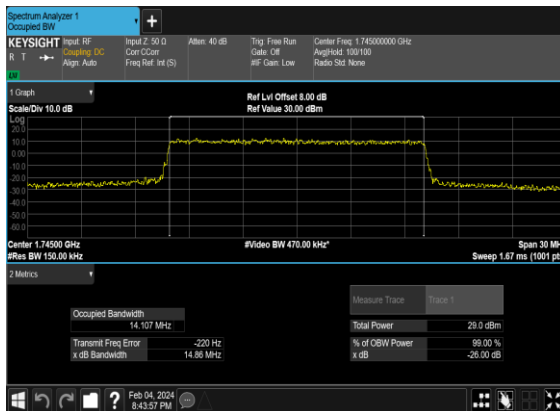 Spectrum Analyzer 1
Occupied BW
KEYSIGHT
R T
Input: RF
Coupling: DC
Align: Auto
Input Z: 50 Ω
Corr CCorr
Freq Ref: Int (S)
Atten: 40 dB
Trig: Free Run
Gate: Off
#IF Gain: Low
Center Freq: 1.745000000 GHz
Avg|Hold: 100/100
Radio Std: None
1 Graph
Scale/Div 10.0 dB
Ref Lvl Offset 8.00 dB
Ref Value 30.00 dBm
Log
20.0
10.0
0.00
-10.0
-20.0
-30.0
-40.0
-50.0
-60.0
Center 1.74500 GHz
#Res BW 150.00 kHz
#Video BW 470.00 kHz*
Span 30 MH
Sweep 1.67 ms (1001 pt
2 Metrics
Occupied Bandwidth
14.107 MHz
Transmit Freq Error -220 Hz
x dB Bandwidth 14.86 MHz
Measure Trace Trace 1
Total Power 29.0 dBm
% of OBW Power 99.00 %
x dB -26.00 dB
?
Feb 04, 2024
8:43:57 PM